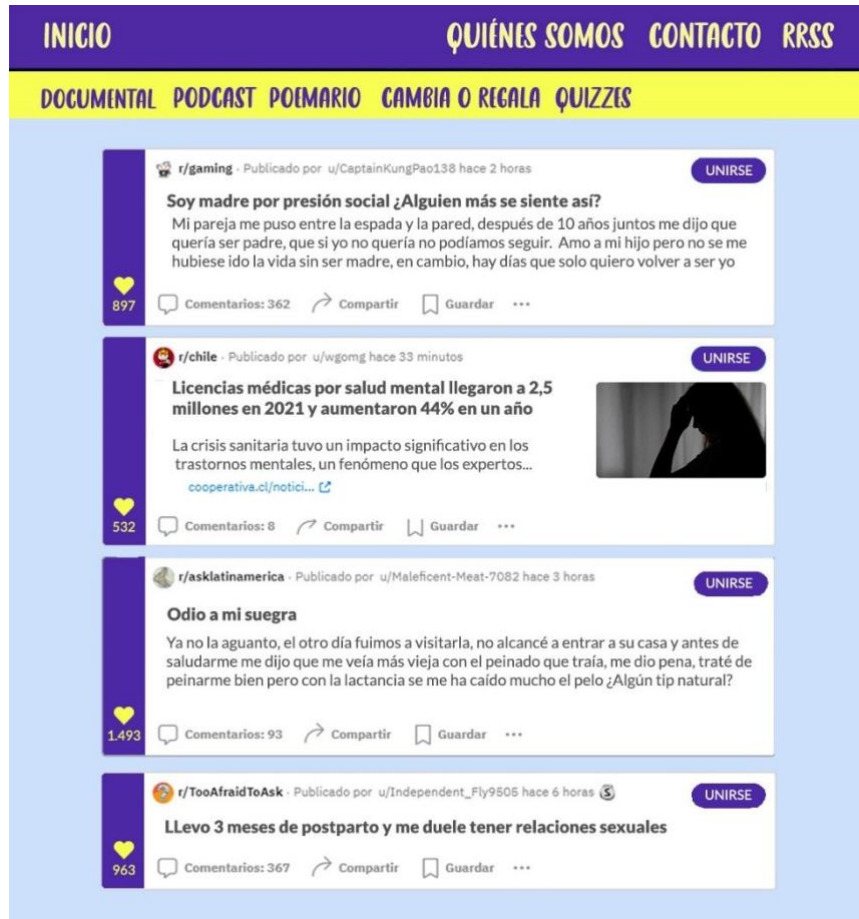 INICIO QUIÉNES SOMOS CONTACTO RRSS
DOCUMENTAL PODCAST POEMARIO CAMBIA O REGALA QUIZZES
r/gaming · Publicado por u/CaptainKungPao138 hace 2 horas UNIRSE
Soy madre por presión social ¿Alguien más se siente así?
Mi pareja me puso entre la espada y la pared, después de 10 años juntos me dijo que
quería ser padre, que si yo no quería no podíamos seguir. Amo a mi hijo pero no se me
hubiese ido la vida sin ser madre, en cambio, hay días que solo quiero volver a ser yo
897 Comentarios: 362 Compartir Guardar ...
r/chile · Publicado por u/wgomg hace 33 minutos UNIRSE
Licencias médicas por salud mental llegaron a 2,5
millones en 2021 y aumentaron 44% en un año
La crisis sanitaria tuvo un impacto significativo en los
trastornos mentales, un fenómeno que los expertos...
cooperativa.cl/notici...
532 Comentarios: 8 Compartir Guardar ...
r/asklatinamerica · Publicado por u/Maleficent-Meat-7082 hace 3 horas UNIRSE
Odio a mi suegra
Ya no la aguanto, el otro día fuimos a visitarla, no alcancé a entrar a su casa y antes de
saludarme me dijo que me veía más vieja con el peinado que traía, me dio pena, traté de
peinarme bien pero con la lactancia se me ha caído mucho el pelo ¿Algún tip natural?
1.493 Comentarios: 93 Compartir Guardar ...
r/TooAfraidToAsk · Publicado por u/Independent_Fly9505 hace 6 horas S UNIRSE
LLevo 3 meses de postparto y me duele tener relaciones sexuales
963 Comentarios: 367 Compartir Guardar ...